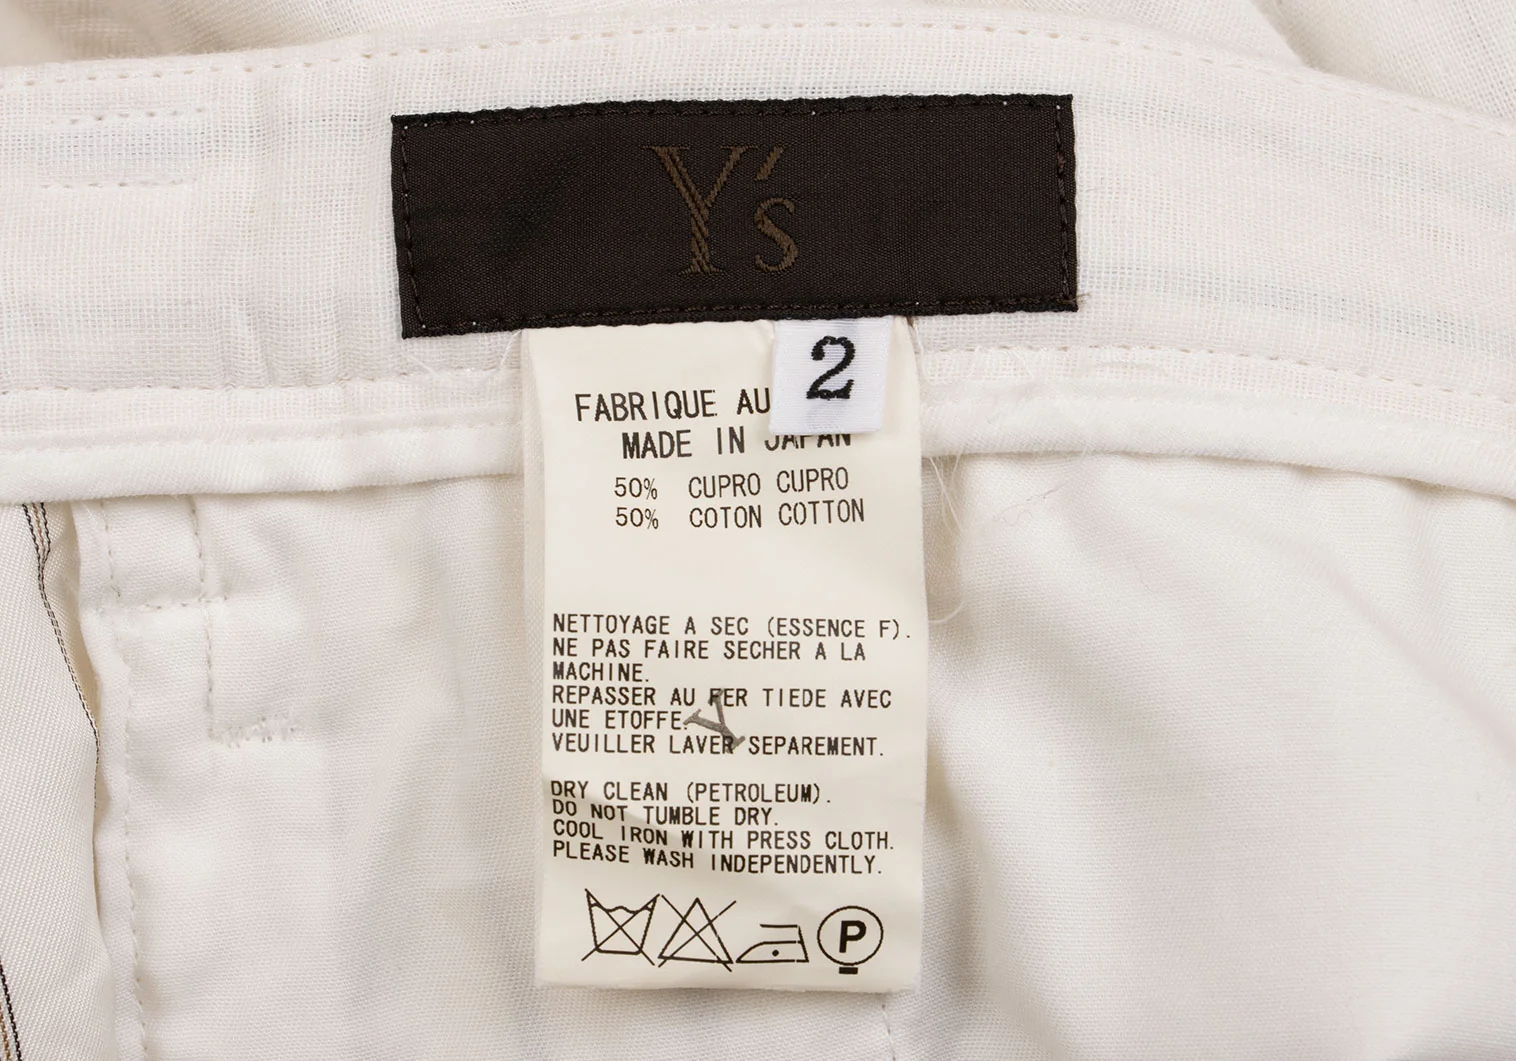 Y's
2
FABRIQUE AU
MADE IN JAPAN
50% CUPRO CUPRO
50% COTON COTTON
NETTOYAGE A SEC (ESSENCE F).
NE PAS FAIRE SECHER A LA
MACHINE.
REPASSER AU FER TIEDE AVEC
UNE ETOFFE.
Y
VEUILLER LAVER SEPAREMENT.
DRY CLEAN (PETROLEUM).
DO NOT TUMBLE DRY.
COOL IRON WITH PRESS CLOTH.
PLEASE WASH INDEPENDENTLY.
P